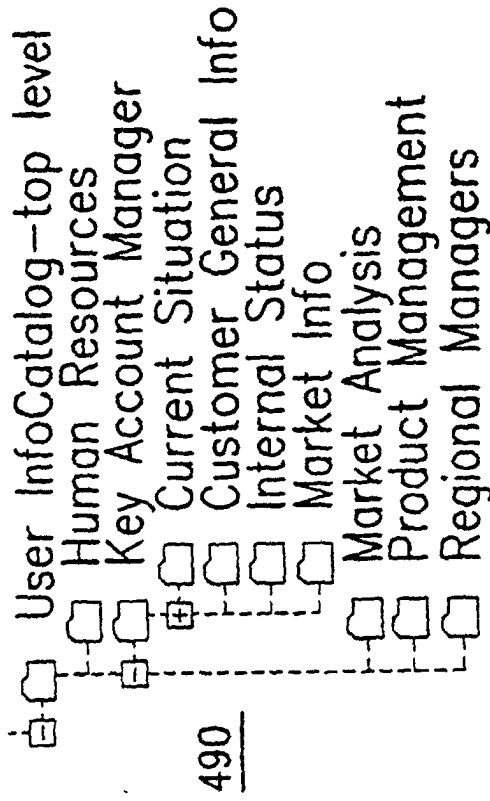 User InfoCatalog-top level
Human Resources
Key Account Manager
Current Situation
Customer General Info
Internal Status
Market Info
Market Analysis
Product Management
Regional Managers
490